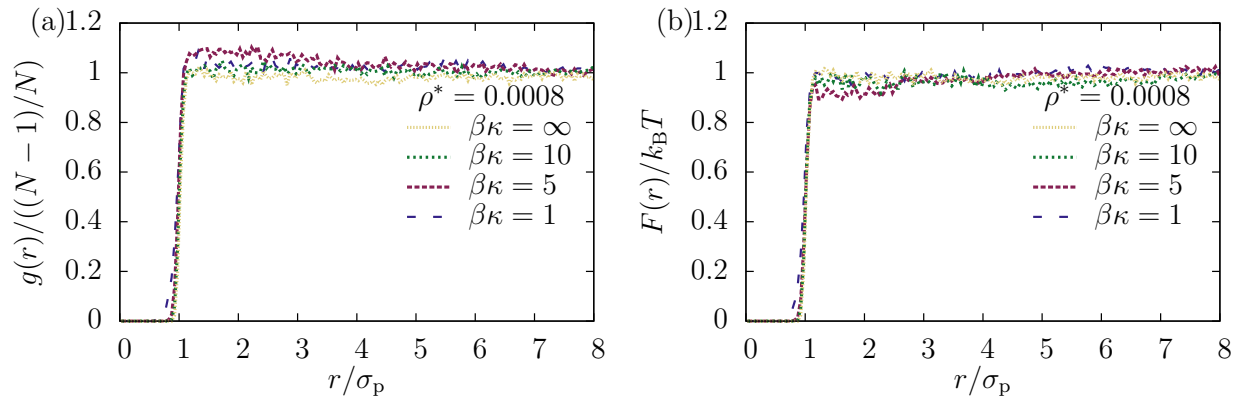 (a)
1.2
1
0.8
0.6
0.4
0.2
0
g(r)/((N − 1)/N)
ρ* = 0.0008
βκ = ∞
βκ = 10
βκ = 5
βκ = 1
0 1 2 3 4 5 6 7 8
r/σp
(b)
1.2
1
0.8
0.6
0.4
0.2
0
F(r)/kBT
ρ* = 0.0008
βκ = ∞
βκ = 10
βκ = 5
βκ = 1
0 1 2 3 4 5 6 7 8
r/σp